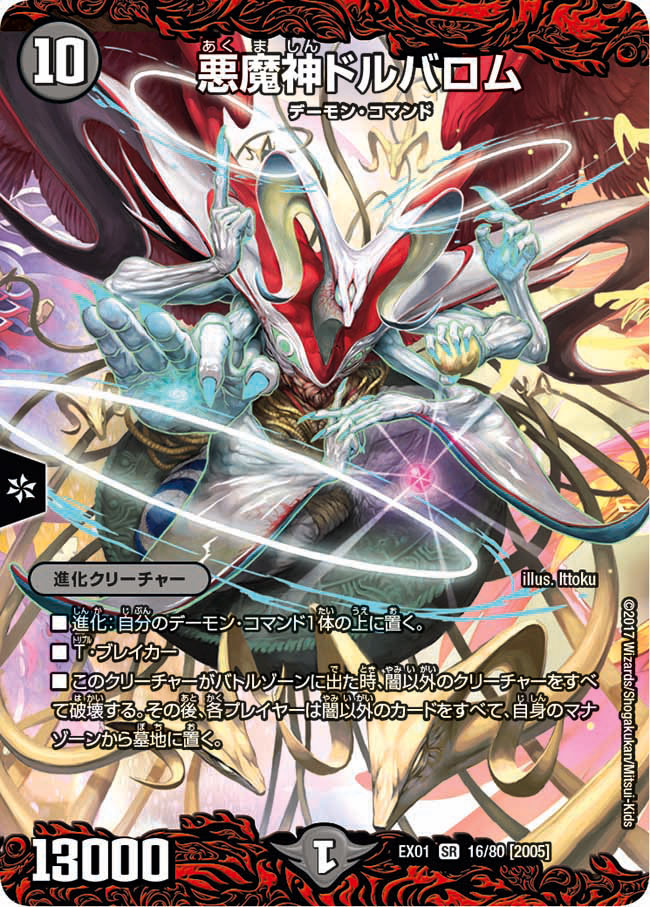 10
悪魔神ドルバロム
あくましん
デーモン・コマンド
進化クリーチャー
illus. Ittoku
■進化:自分のデーモン・コマンド1体の上に置く。
■T・ブレイカー
■このクリーチャーがバトルゾーンに出た時、闇以外のクリーチャーをすべ
て破壊する。その後、各プレイヤーは闇以外のカードをすべて、自身のマナ
ゾーンから墓地に置く。
©2017 Wizards/Shogakukan/Mitsui-Kids
13000
1
EX01 SR 16/80 [2005]